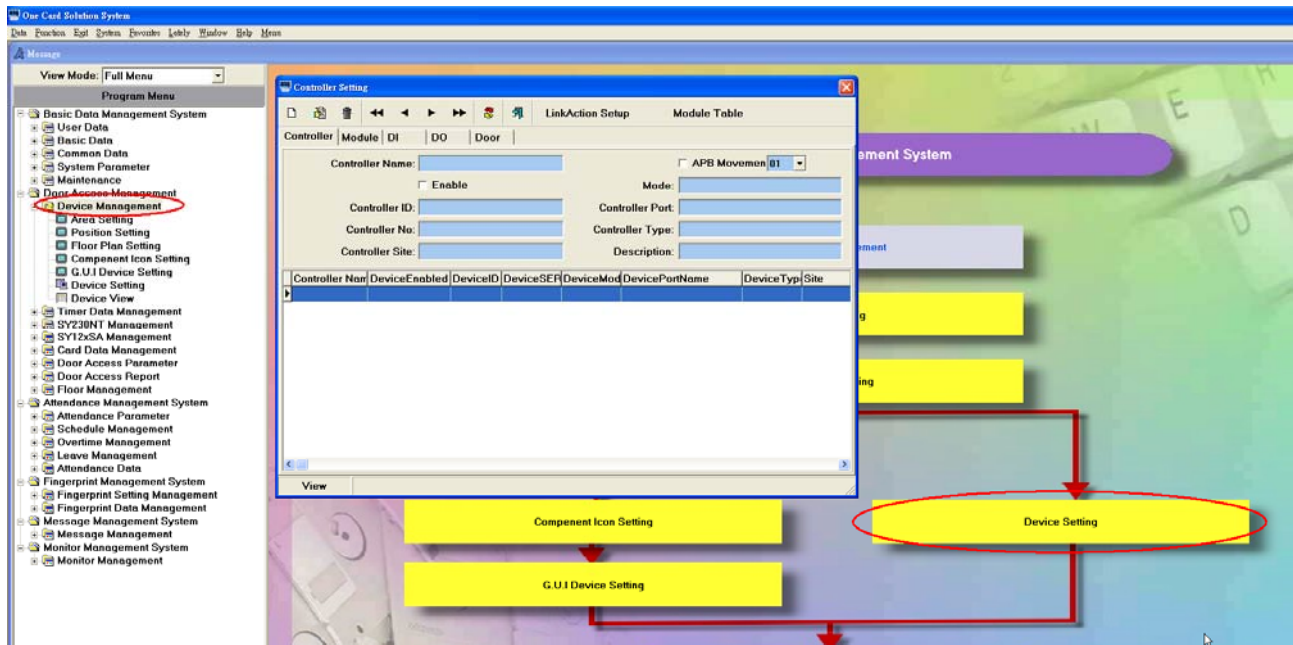 One Card Solution System
Data Function Exit System Favorites Lately Window Help Menu
Message
View Mode: Full Menu
Program Menu
Basic Data Management System
User Data
Basic Data
Common Data
System Parameter
Maintenance
Door Access Management
Device Management
Area Setting
Position Setting
Floor Plan Setting
Compenent Icon Setting
G.U.I Device Setting
Device Setting
Device View
Timer Data Management
SY230NT Management
SY12xSA Management
Card Data Management
Door Access Parameter
Door Access Report
Floor Management
Attendance Management System
Attendance Parameter
Schedule Management
Overtime Management
Leave Management
Attendance Data
Fingerprint Management System
Fingerprint Setting Management
Fingerprint Data Management
Message Management System
Message Management
Monitor Management System
Monitor Management
Controller Setting
LinkAction Setup Module Table
Controller Module DI DO Door
Controller Name: APB Movemen 01
Enable Mode:
Controller ID: Controller Port:
Controller No: Controller Type:
Controller Site: Description:
Controller Nam DeviceEnabled DeviceID DeviceSER DeviceMod DevicePortName DeviceTyp Site
View
ement System
ement
g
ing
Compenent Icon Setting
Device Setting
G.U.I Device Setting
W E R
D